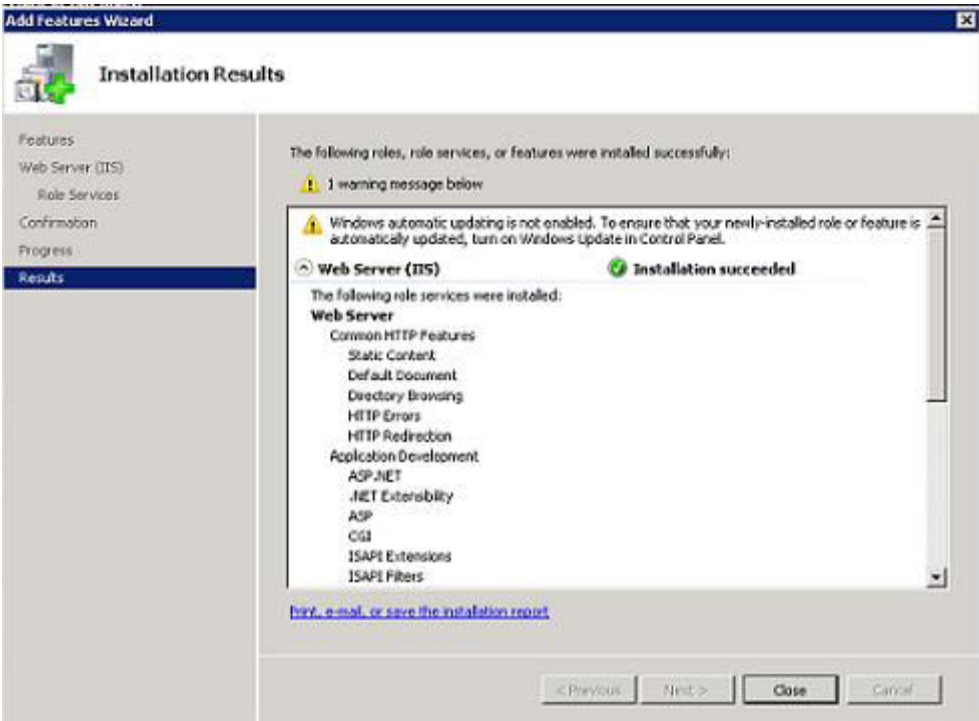 Add Features Wizard
Installation Results
Features
Web Server (IIS)
Role Services
Confirmation
Progress
Results
The following roles, role services, or features were installed successfully:
1 warning message below
Windows automatic updating is not enabled. To ensure that your newly-installed role or feature is
automatically updated, turn on Windows Update in Control Panel.
Web Server (IIS) Installation succeeded
The following role services were installed:
Web Server
Common HTTP Features
Static Content
Default Document
Directory Browsing
HTTP Errors
HTTP Redirection
Application Development
ASP.NET
.NET Extensibility
ASP
CGI
ISAPI Extensions
ISAPI Filters
Print, e-mail, or save the installation report
< Previous Next > Close Cancel